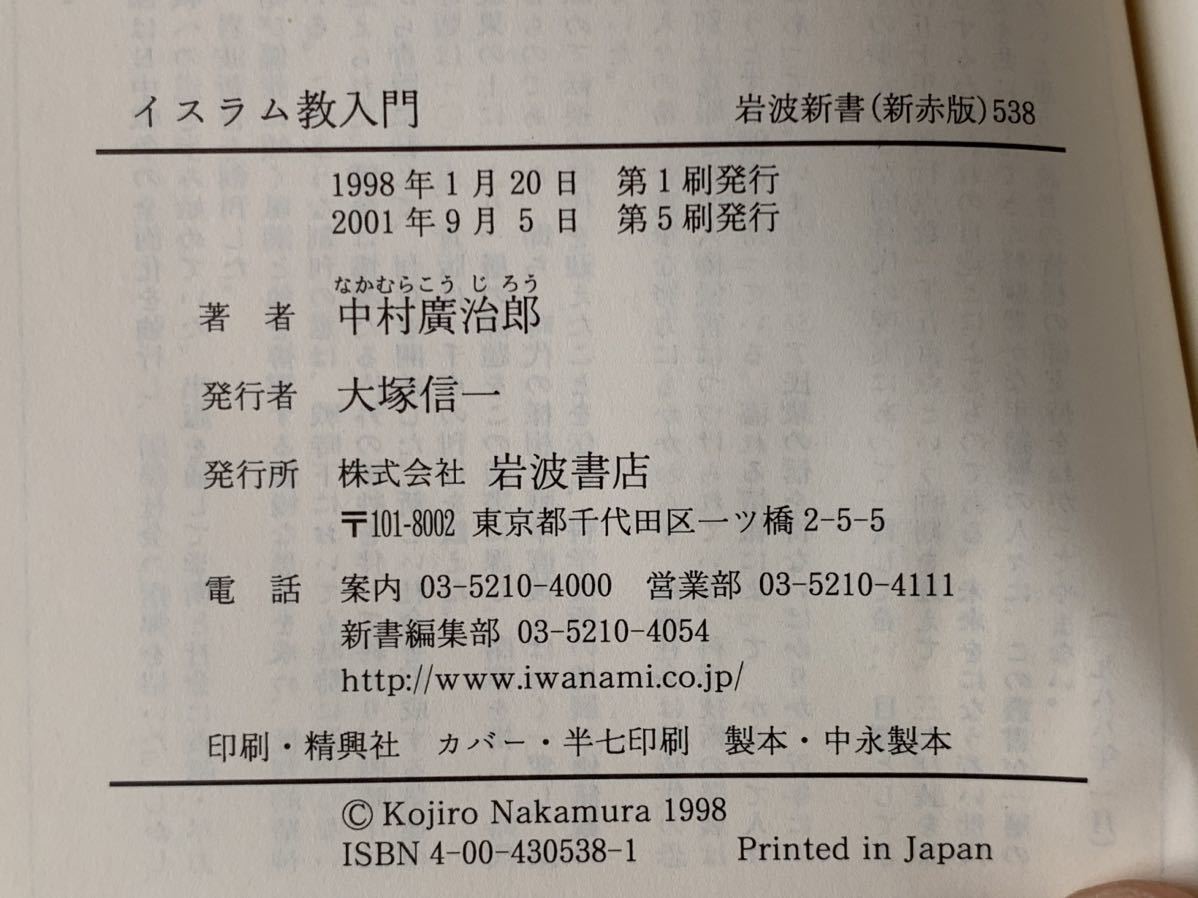 イスラム教入門 岩波新書(新赤版)538
1998年1月20日 第1刷発行
2001年9月5日 第5刷発行
なかむらこうじろう
著者 中村廣治郎
発行者 大塚信一
発行所 株式会社 岩波書店
〒101-8002 東京都千代田区一ツ橋2-5-5
電話 案内 03-5210-4000 営業部 03-5210-4111
新書編集部 03-5210-4054
http://www.iwanami.co.jp/
印刷・精興社 カバー・半七印刷 製本・中永製本
© Kojiro Nakamura 1998
ISBN 4-00-430538-1 Printed in Japan